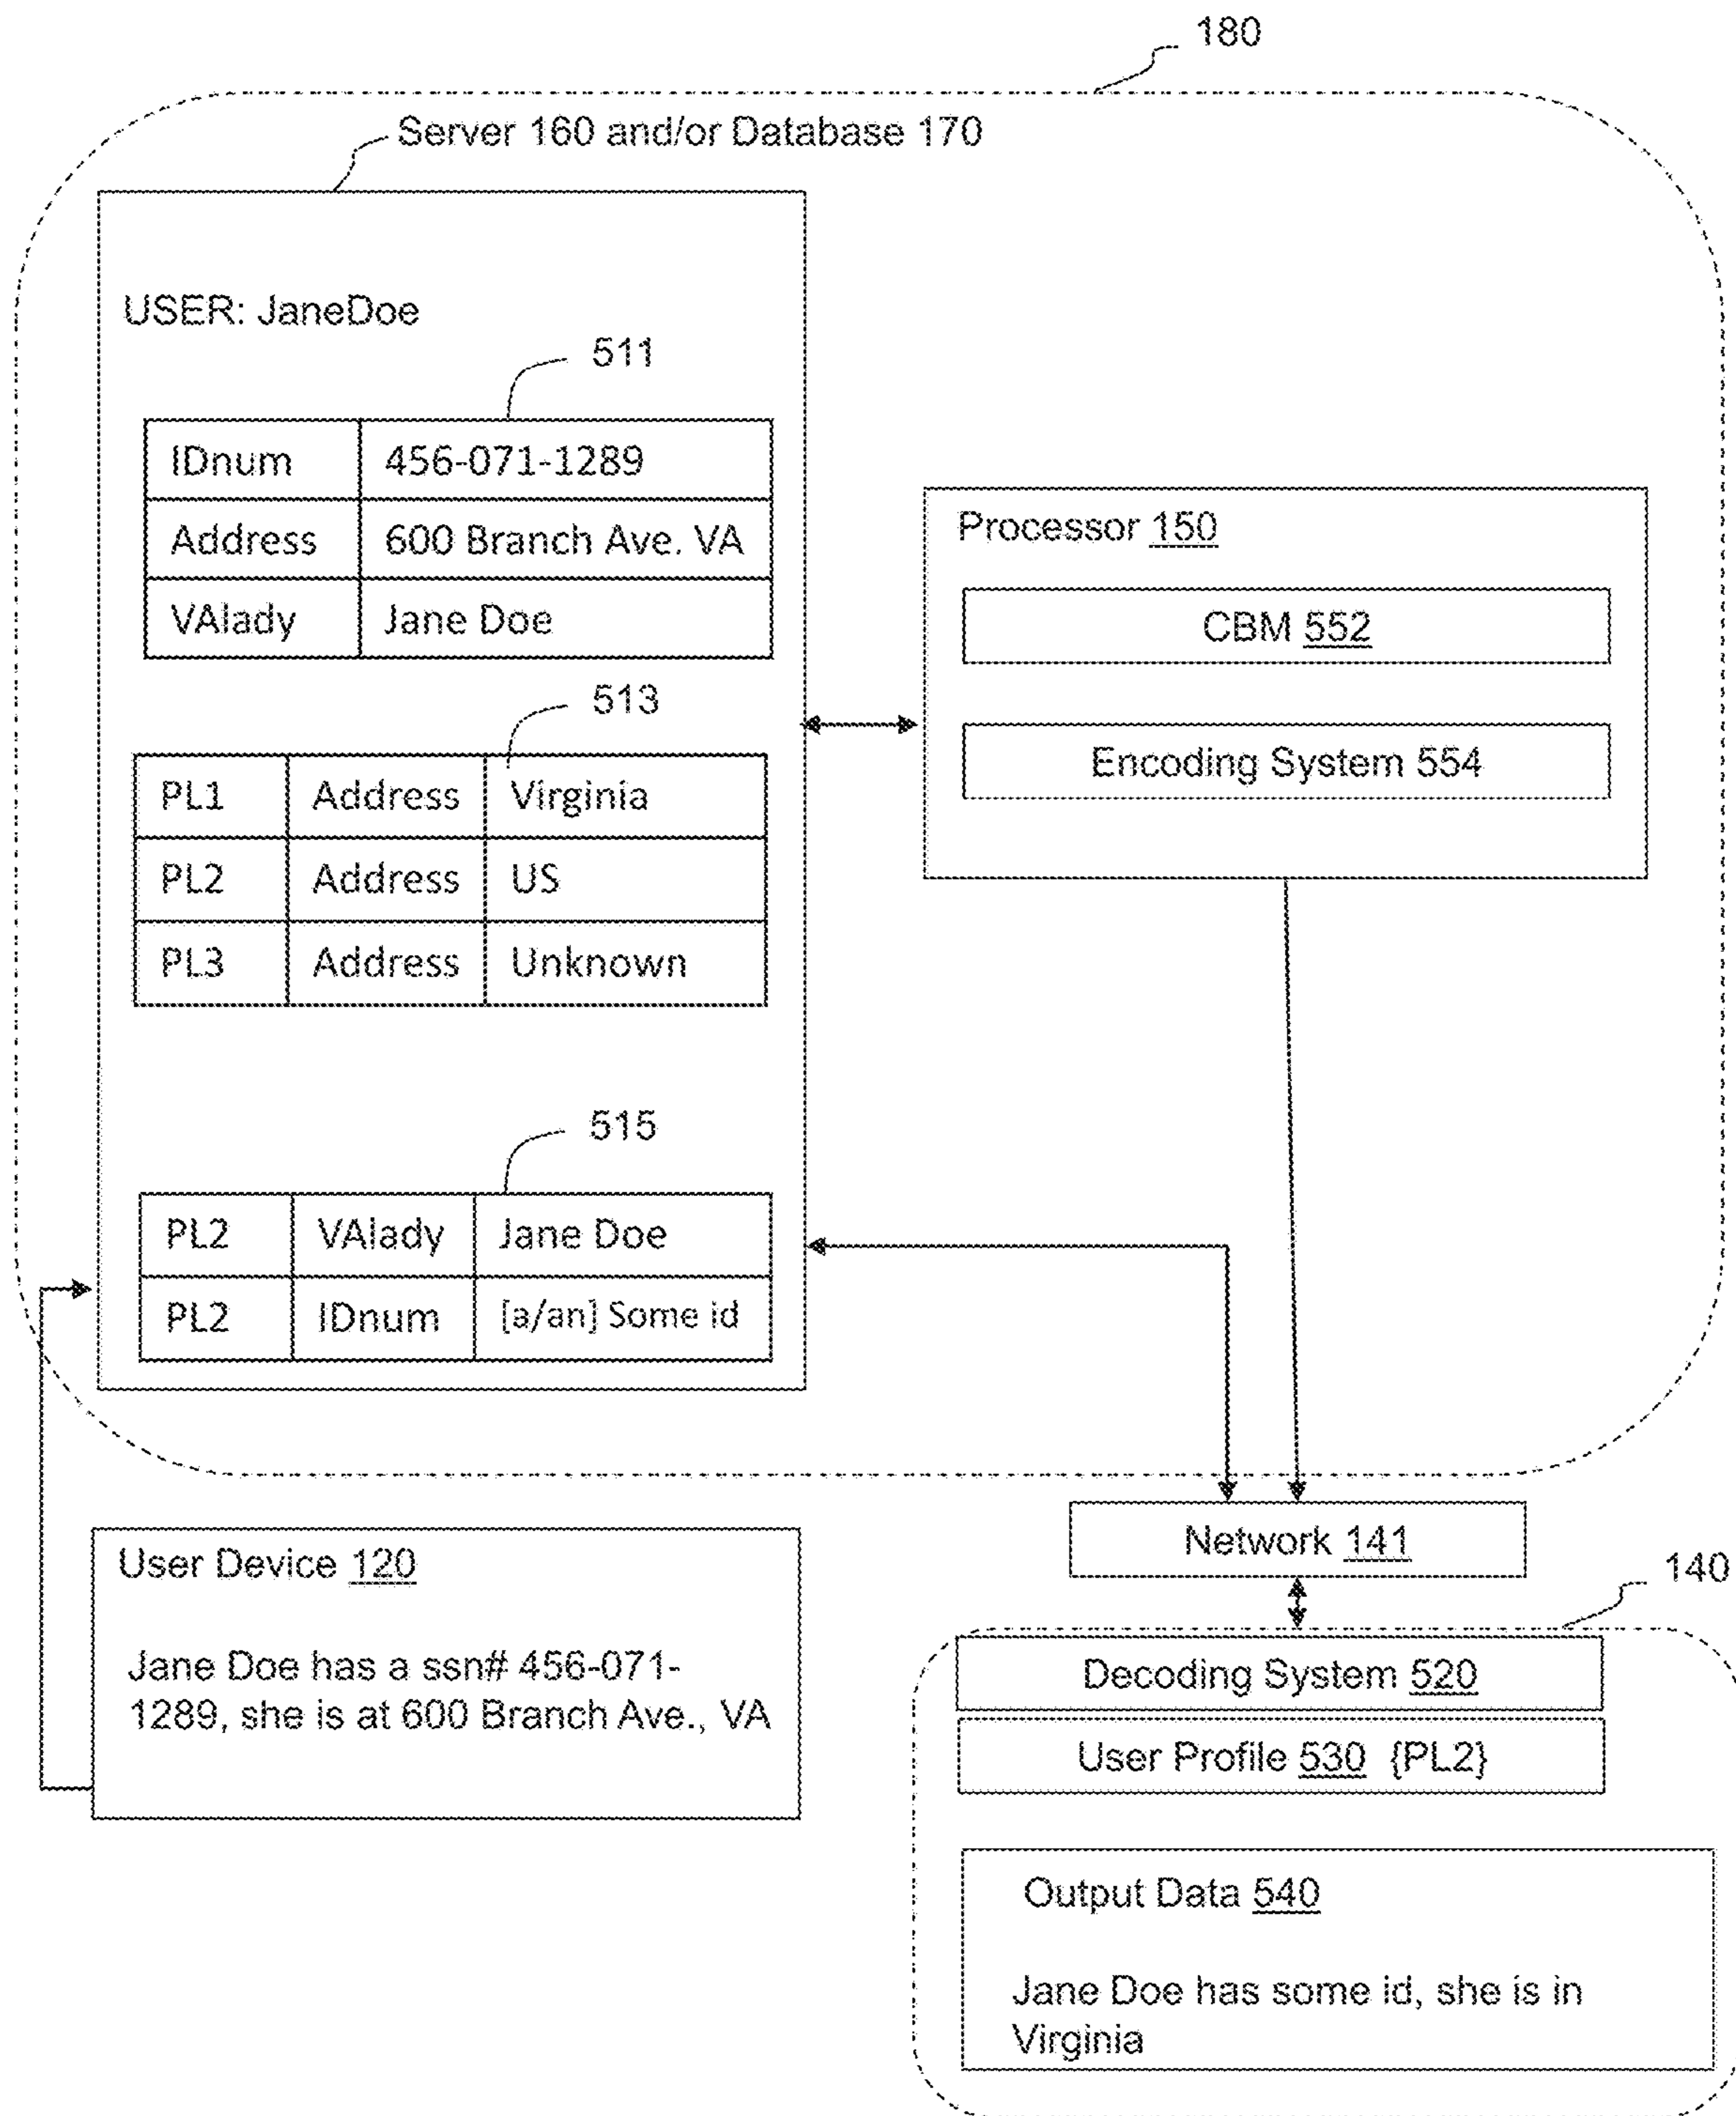 180
Server 160 and/or Database 170
USER: JaneDoe
511
IDnum 456-071-1289
Address 600 Branch Ave. VA
VAlady Jane Doe
513
PL1 Address Virginia
PL2 Address US
PL3 Address Unknown
515
PL2 VAlady Jane Doe
PL2 IDnum [a/an] Some id
Processor 150
CBM 552
Encoding System 554
User Device 120
Jane Doe has a ssn# 456-071-
1289, she is at 600 Branch Ave., VA
Network 141
140
Decoding System 520
User Profile 530 {PL2}
Output Data 540
Jane Doe has some id, she is in
Virginia